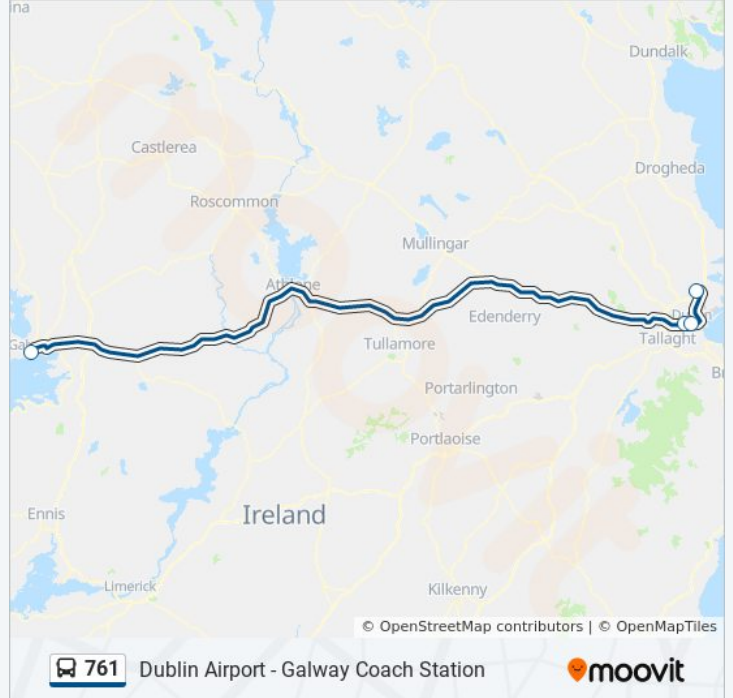 na
Dundalk
Castlerea
Drogheda
Roscommon
Mullingar
Athlone
Edenderry
Tallaght
Tullamore
Portarlington
Portlaoise
Ireland
Ennis
Limerick
Kilkenny
© OpenStreetMap contributors | © OpenMapTiles
761 Dublin Airport - Galway Coach Station moovit